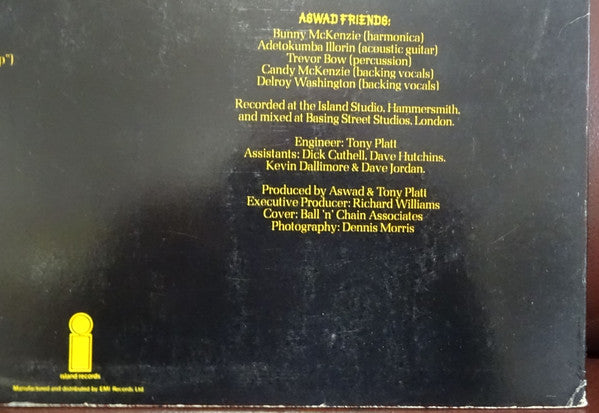 ASWAD FRIENDS:
Bunny McKenzie (harmonica)
Adetokumba Illorin (acoustic guitar)
Trevor Bow (percussion)
Candy McKenzie (backing vocals)
Delroy Washington (backing vocals)
Recorded at the Island Studio, Hammersmith,
and mixed at Basing Street Studios, London.
Engineer: Tony Platt
Assistants: Dick Cuthell, Dave Hutchins,
Kevin Dallimore & Dave Jordan.
Produced by Aswad & Tony Platt
Executive Producer: Richard Williams
Cover: Ball 'n' Chain Associates
Photography: Dennis Morris
p")
island records
Manufactured and distributed by EMI Records Ltd